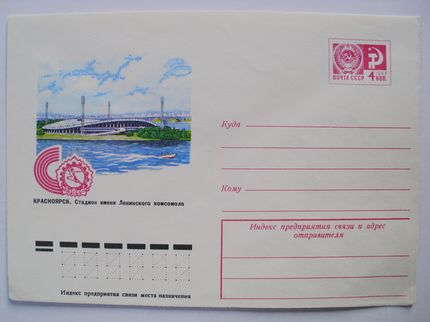 ПОЧТА СССР
4 КОП.
Куда
КРАСНОЯРСК. Стадион имени Ленинского комсомола
Кому
Индекс предприятия связи и адрес
отправителя
Индекс предприятия связи места назначения